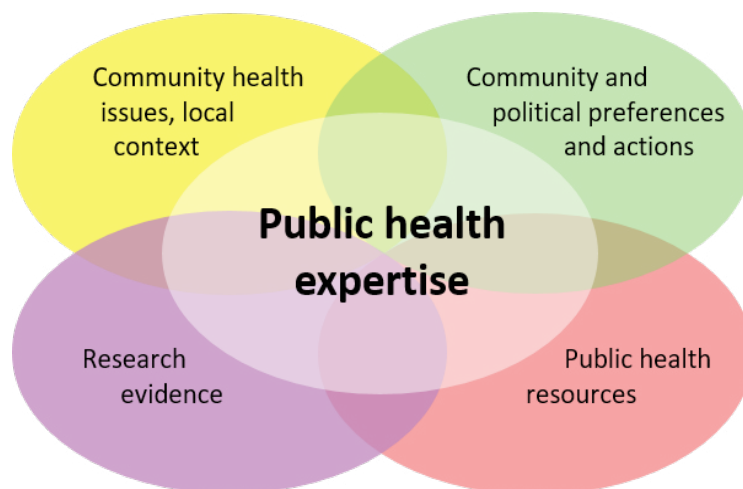 Community health
issues, local
context
Community and
political preferences
and actions
Public health
expertise
Research
evidence
Public health
resources